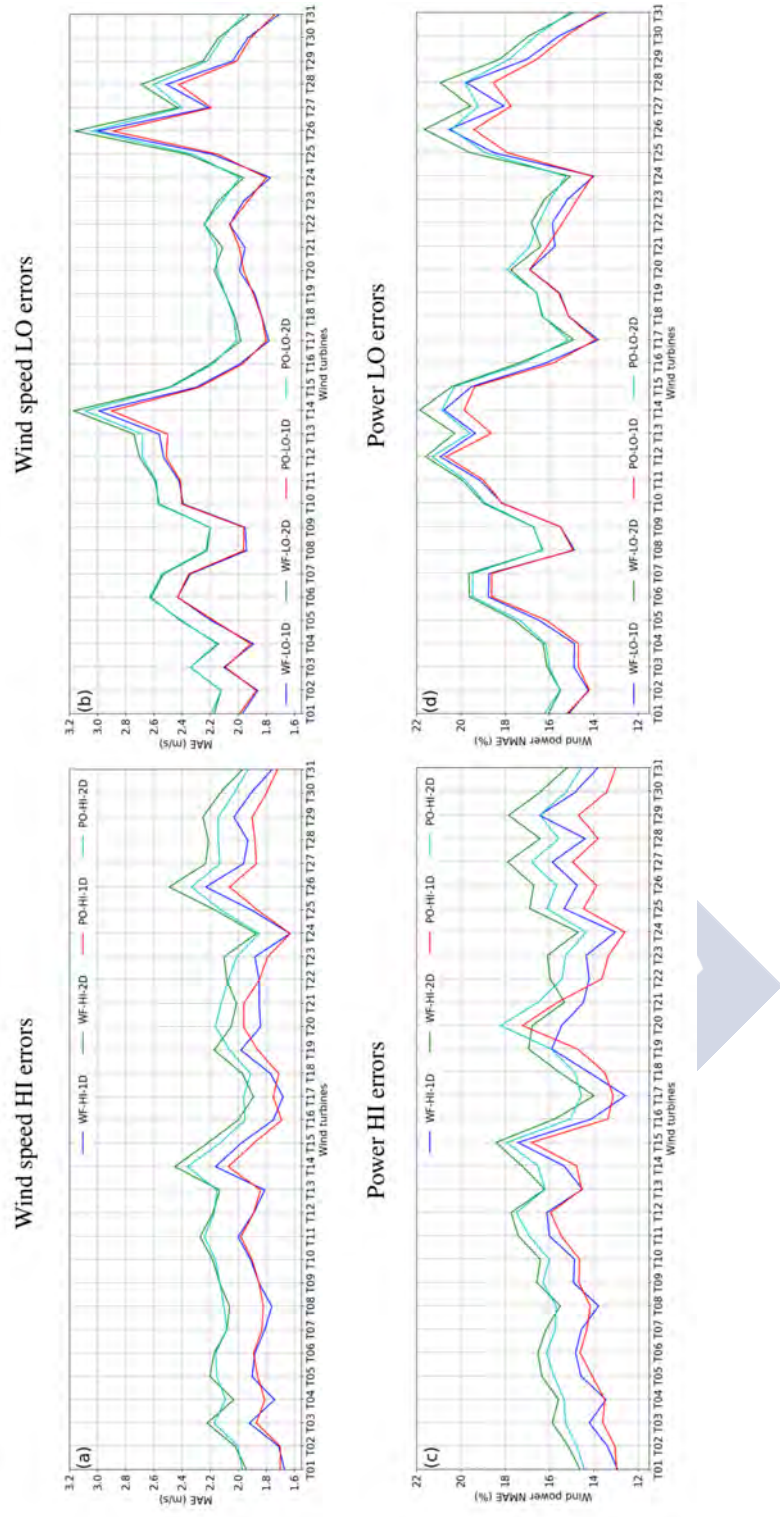 Wind speed HI errors
WF-HI-1D WF-HI-2D PO-HI-1D PO-HI-2D
(a)
MAE (m/s)
3.2
3.0
2.8
2.6
2.4
2.2
2.0
1.8
1.6
T01 T02 T03 T04 T05 T06 T07 T08 T09 T10 T11 T12 T13 T14 T15 T16 T17 T18 T19 T20 T21 T22 T23 T24 T25 T26 T27 T28 T29 T30 T31
Wind turbines
Wind speed LO errors
(b)
MAE (m/s)
3.2
3.0
2.8
2.6
2.4
2.2
2.0
1.8
1.6
WF-LO-1D WF-LO-2D PO-LO-1D PO-LO-2D
T01 T02 T03 T04 T05 T06 T07 T08 T09 T10 T11 T12 T13 T14 T15 T16 T17 T18 T19 T20 T21 T22 T23 T24 T25 T26 T27 T28 T29 T30 T31
Wind turbines
Power HI errors
WF-HI-1D WF-HI-2D PO-HI-1D PO-HI-2D
(c)
Wind power NMAE (%)
22
20
18
16
14
12
T01 T02 T03 T04 T05 T06 T07 T08 T09 T10 T11 T12 T13 T14 T15 T16 T17 T18 T19 T20 T21 T22 T23 T24 T25 T26 T27 T28 T29 T30 T31
Wind turbines
Power LO errors
(d)
Wind power NMAE (%)
22
20
18
16
14
12
WF-LO-1D WF-LO-2D PO-LO-1D PO-LO-2D
T01 T02 T03 T04 T05 T06 T07 T08 T09 T10 T11 T12 T13 T14 T15 T16 T17 T18 T19 T20 T21 T22 T23 T24 T25 T26 T27 T28 T29 T30 T31
Wind turbines